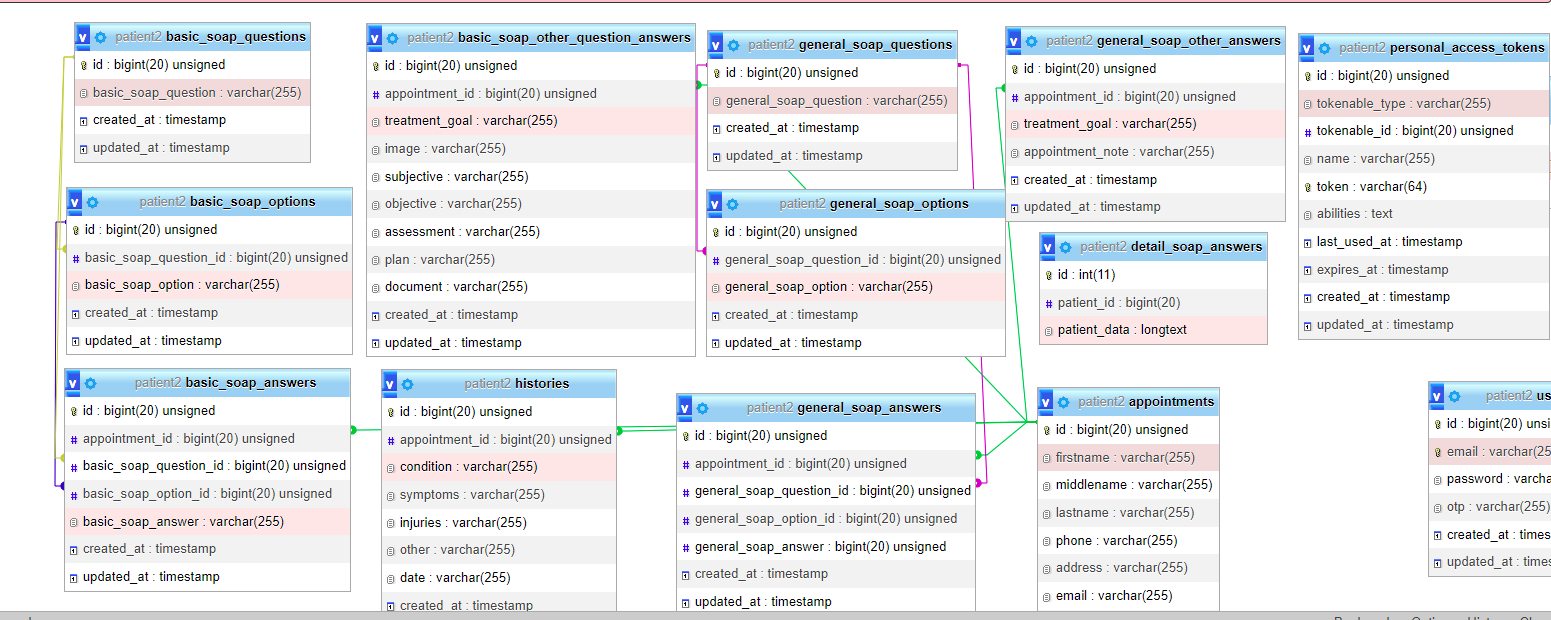 patient2 basic_soap_questions
id : bigint(20) unsigned
basic_soap_question : varchar(255)
created_at : timestamp
updated_at : timestamp
patient2 basic_soap_options
id : bigint(20) unsigned
basic_soap_question_id : bigint(20) unsigned
basic_soap_option : varchar(255)
created_at : timestamp
updated_at : timestamp
patient2 basic_soap_answers
id : bigint(20) unsigned
appointment_id : bigint(20) unsigned
basic_soap_question_id : bigint(20) unsigned
basic_soap_option_id : bigint(20) unsigned
basic_soap_answer : varchar(255)
created_at : timestamp
updated_at : timestamp
patient2 basic_soap_other_question_answers
id : bigint(20) unsigned
appointment_id : bigint(20) unsigned
treatment_goal : varchar(255)
image : varchar(255)
subjective : varchar(255)
objective : varchar(255)
assessment : varchar(255)
plan : varchar(255)
document : varchar(255)
created_at : timestamp
updated_at : timestamp
patient2 histories
id : bigint(20) unsigned
appointment_id : bigint(20) unsigned
condition : varchar(255)
symptoms : varchar(255)
injuries : varchar(255)
other : varchar(255)
date : varchar(255)
created_at : timestamp
patient2 general_soap_questions
id : bigint(20) unsigned
general_soap_question : varchar(255)
created_at : timestamp
updated_at : timestamp
patient2 general_soap_options
id : bigint(20) unsigned
general_soap_question_id : bigint(20) unsigned
general_soap_option : varchar(255)
created_at : timestamp
updated_at : timestamp
patient2 general_soap_answers
id : bigint(20) unsigned
appointment_id : bigint(20) unsigned
general_soap_question_id : bigint(20) unsigned
general_soap_option_id : bigint(20) unsigned
general_soap_answer : bigint(20) unsigned
created_at : timestamp
updated_at : timestamp
patient2 general_soap_other_answers
id : bigint(20) unsigned
appointment_id : bigint(20) unsigned
treatment_goal : varchar(255)
appointment_note : varchar(255)
created_at : timestamp
updated_at : timestamp
patient2 detail_soap_answers
id : int(11)
patient_id : bigint(20)
patient_data : longtext
patient2 appointments
id : bigint(20) unsigned
firstname : varchar(255)
middlename : varchar(255)
lastname : varchar(255)
phone : varchar(255)
address : varchar(255)
email : varchar(255)
patient2 personal_access_tokens
id : bigint(20) unsigned
tokenable_type : varchar(255)
tokenable_id : bigint(20) unsigned
name : varchar(255)
token : varchar(64)
abilities : text
last_used_at : timestamp
expires_at : timestamp
created_at : timestamp
updated_at : timestamp
patient2 us
id : bigint(20) unsi
email : varchar(25
password : varcha
otp : varchar(255)
created_at : times
updated_at : times